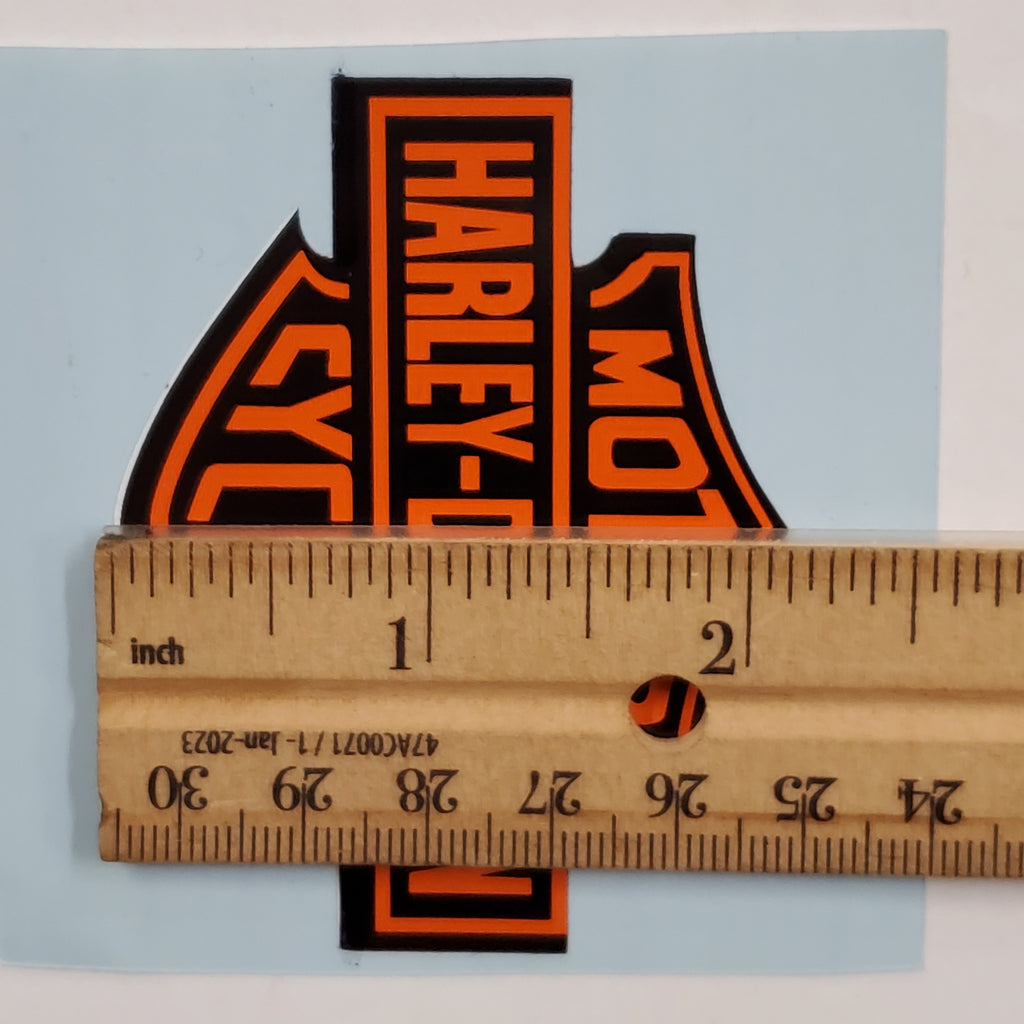 CYC
HARLEY-D
MOT
N
inch
1
2
47AC0071 / 1 - Jan-2023
30 29 28 27 26 25 24